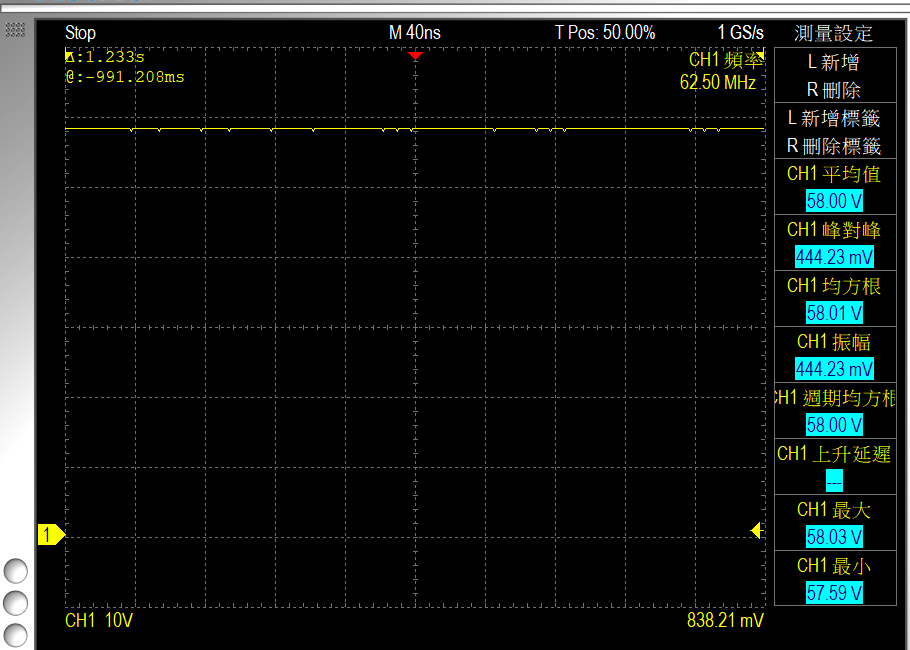 Stop M 40ns T Pos: 50.00% 1 GS/s 測量設定
Δ:1.233s
@:-991.208ms
CH1 頻率
62.50 MHz
L 新增
R 刪除
L 新增標籤
R 刪除標籤
CH1 平均值
58.00 V
CH1 峰對峰
444.23 mV
CH1 均方根
58.01 V
CH1 振幅
444.23 mV
CH1 週期均方根
58.00 V
CH1 上升延遲
---
CH1 最大
58.03 V
CH1 最小
57.59 V
1
CH1 10V 838.21 mV